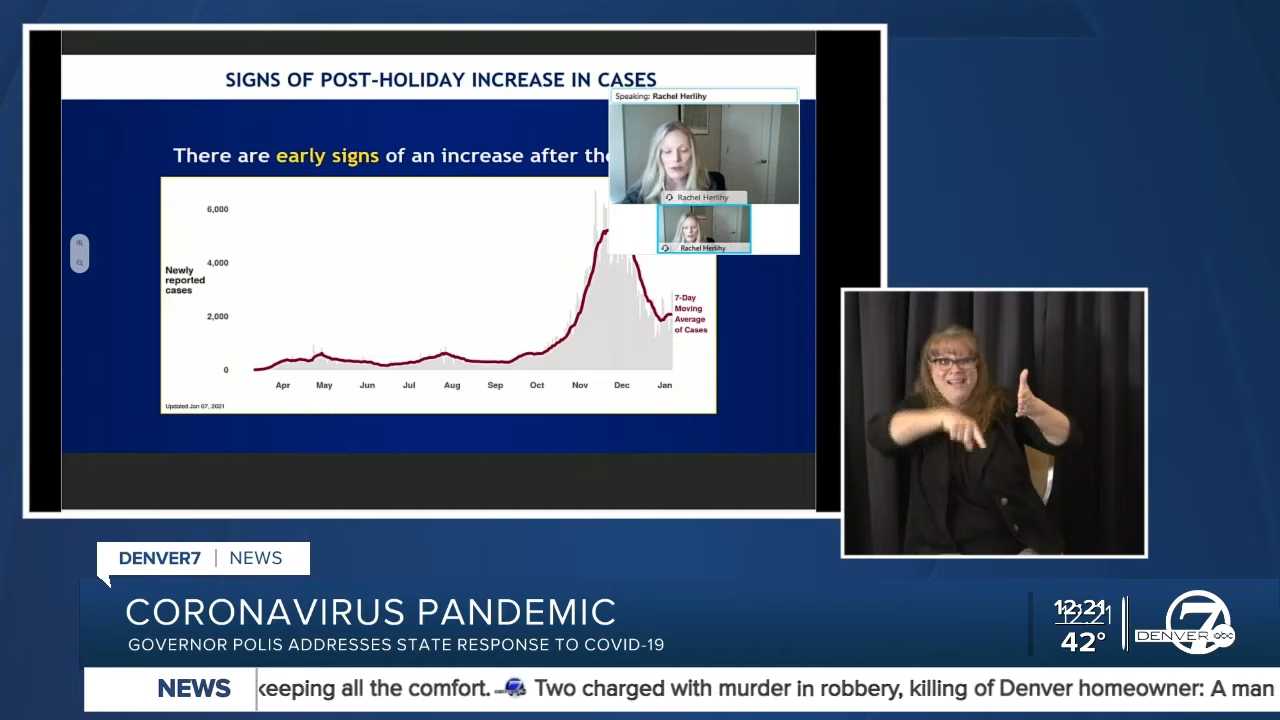 SIGNS OF POST-HOLIDAY INCREASE IN CASES
Speaking: Rachel Herlihy
There are early signs of an increase after the
Rachel Herlihy
Rachel Herlihy
6,000
4,000
2,000
0
Newly
reported
cases
7-Day
Moving
Average
of Cases
Apr May Jun Jul Aug Sep Oct Nov Dec Jan
Updated Jan 07, 2021
DENVER7 | NEWS
CORONAVIRUS PANDEMIC
GOVERNOR POLIS ADDRESSES STATE RESPONSE TO COVID-19
12:21
42°
DENVER 7 abc
NEWS
keeping all the comfort. Two charged with murder in robbery, killing of Denver homeowner: A man